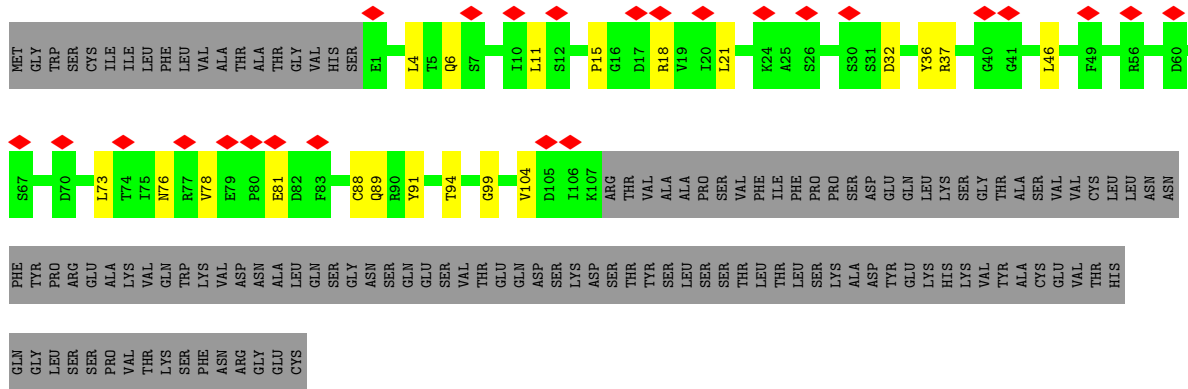 MET GLY TRP SER CYS ILE ILE LEU PHE LEU VAL ALA THR ALA THR GLY VAL HIS SER E1 L4 T5 Q6 S7 I10 L11 S12 P15 G16 D17 R18 V19 I20 L21 K24 A25 S26 S30 S31 D32 Y36 R37 G40 G41 L46 F49 R56 D60
S67 D70 L73 T74 I75 N76 R77 V78 E79 P80 E81 D82 F83 C88 Q89 R90 Y91 T94 G99 V104 D105 I106 K107 ARG THR VAL ALA ALA PRO SER VAL PHE ILE PHE PRO PRO SER ASP GLU GLN LEU LYS SER GLY THR ALA SER VAL VAL CYS LEU LEU ASN ASN
PHE TYR PRO ARG GLU ALA LYS VAL GLN TRP LYS VAL ASP ASN ALA LEU GLN SER GLY ASN SER GLN GLU SER VAL THR GLU GLN ASP SER LYS ASP SER THR TYR SER LEU SER SER THR LEU THR LEU SER LYS ALA ASP TYR GLU LYS HIS LYS VAL TYR ALA CYS GLU VAL THR HIS
GLN GLY LEU SER SER PRO VAL THR LYS SER PHE ASN ARG GLY GLU CYS